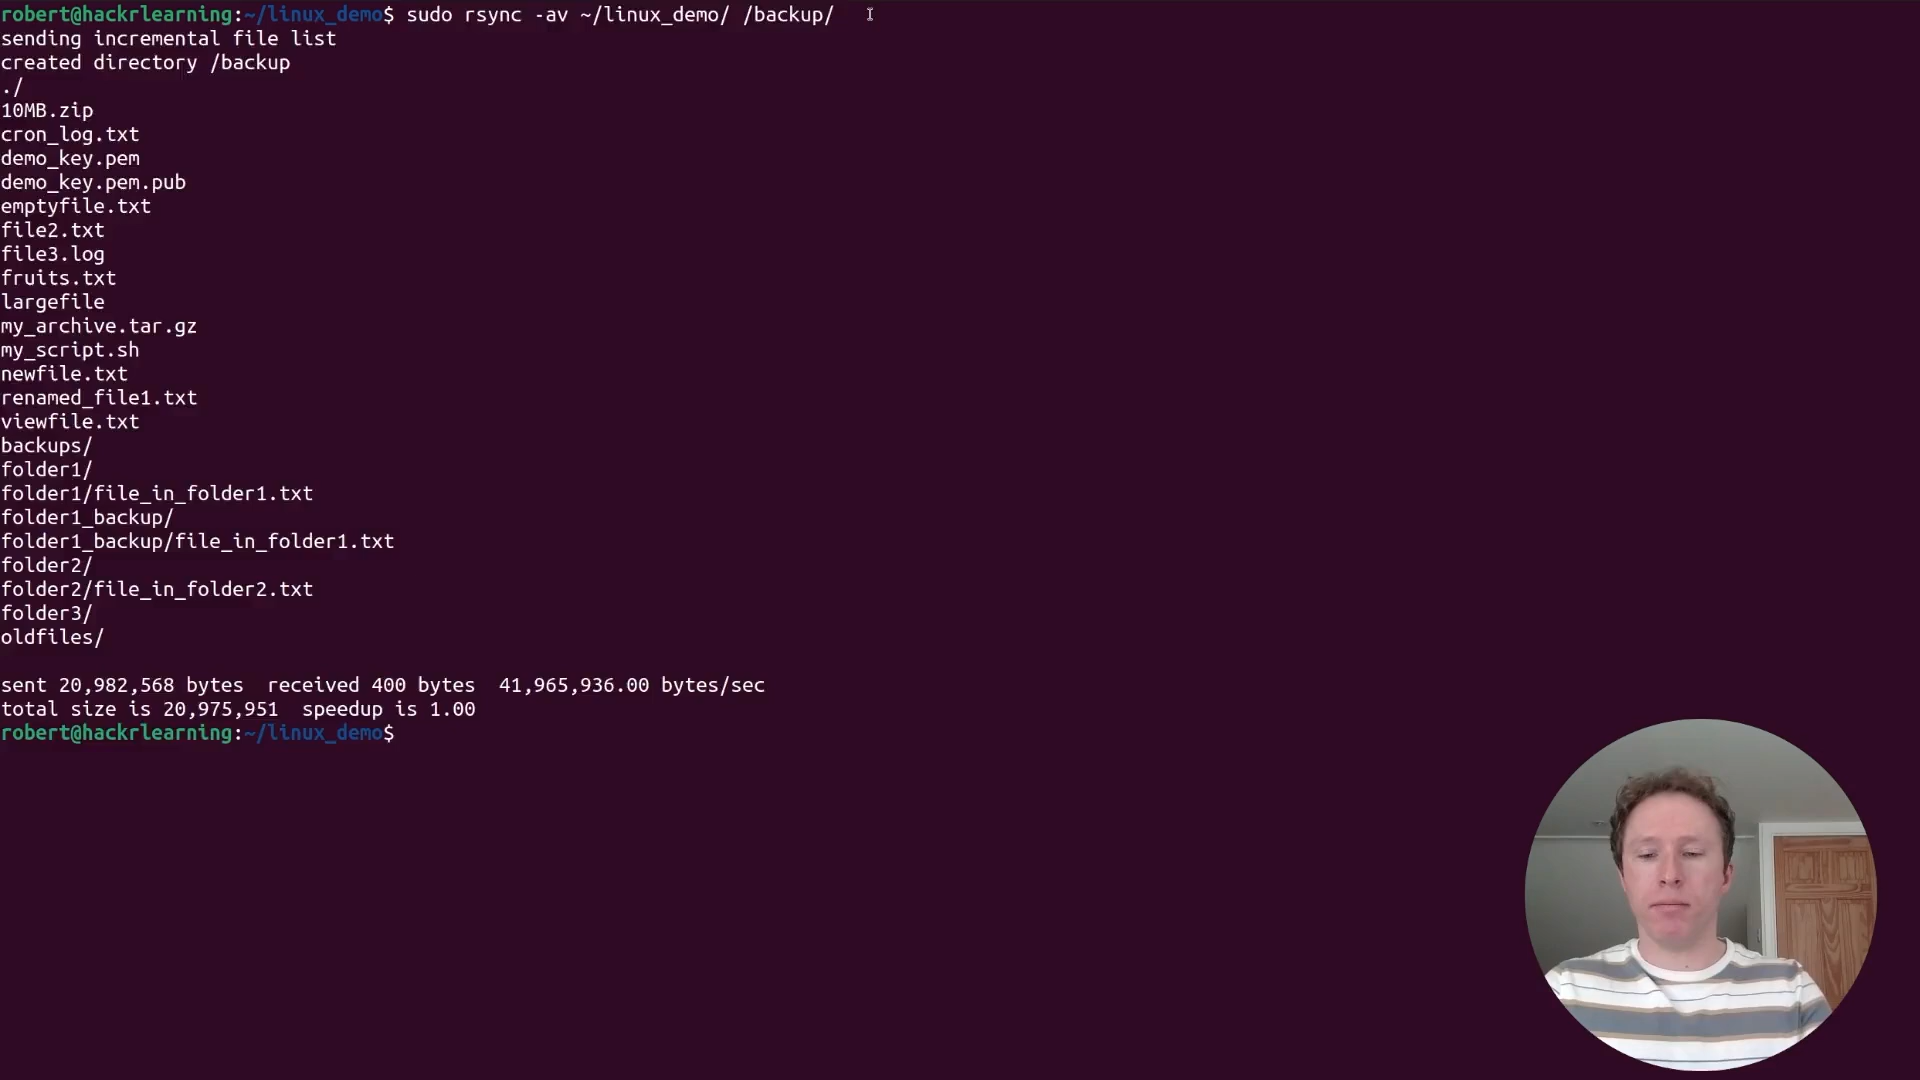 robert@hackrlearning:~/linux_demo$ sudo rsync -av ~/linux_demo/ /backup/
sending incremental file list
created directory /backup
./
10MB.zip
cron_log.txt
demo_key.pem
demo_key.pem.pub
emptyfile.txt
file2.txt
file3.log
fruits.txt
largefile
my_archive.tar.gz
my_script.sh
newfile.txt
renamed_file1.txt
viewfile.txt
backups/
folder1/
folder1/file_in_folder1.txt
folder1_backup/
folder1_backup/file_in_folder1.txt
folder2/
folder2/file_in_folder2.txt
folder3/
oldfiles/
sent 20,982,568 bytes  received 400 bytes  41,965,936.00 bytes/sec
total size is 20,975,951  speedup is 1.00
robert@hackrlearning:~/linux_demo$